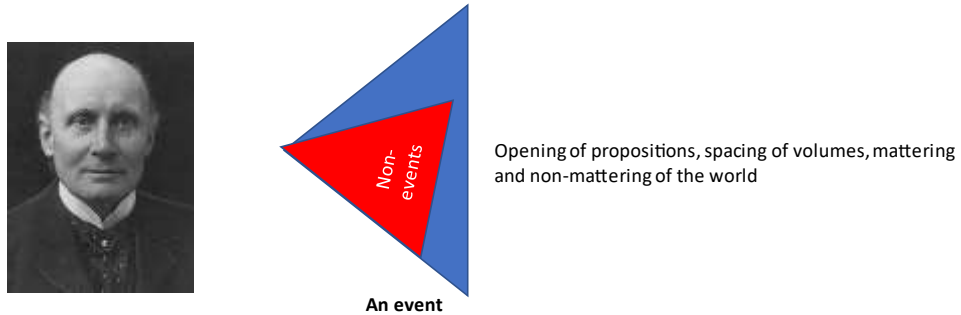 Non-
events
Opening of propositions, spacing of volumes, mattering
and non-mattering of the world
An event